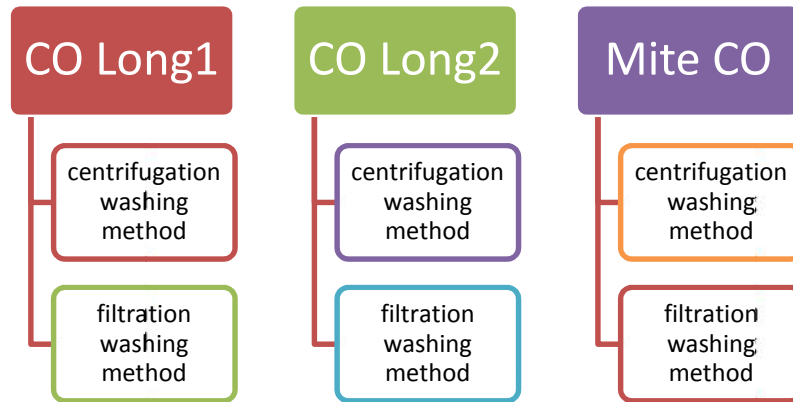 CO Long1
centrifugation
washing
method
filtration
washing
method
CO Long2
centrifugation
washing
method
filtration
washing
method
Mite CO
centrifugation
washing
method
filtration
washing
method